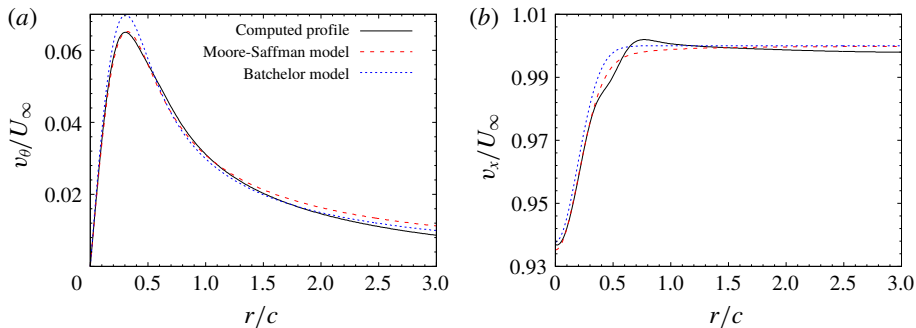 (a)
Computed profile
Moore-Saffman model
Batchelor model
0.06
0.04
0.02
vθ/U∞
0 0.5 1.0 1.5 2.0 2.5 3.0
r/c
(b)
1.01
0.99
0.97
0.95
0.93
vx/U∞
0 0.5 1.0 1.5 2.0 2.5 3.0
r/c